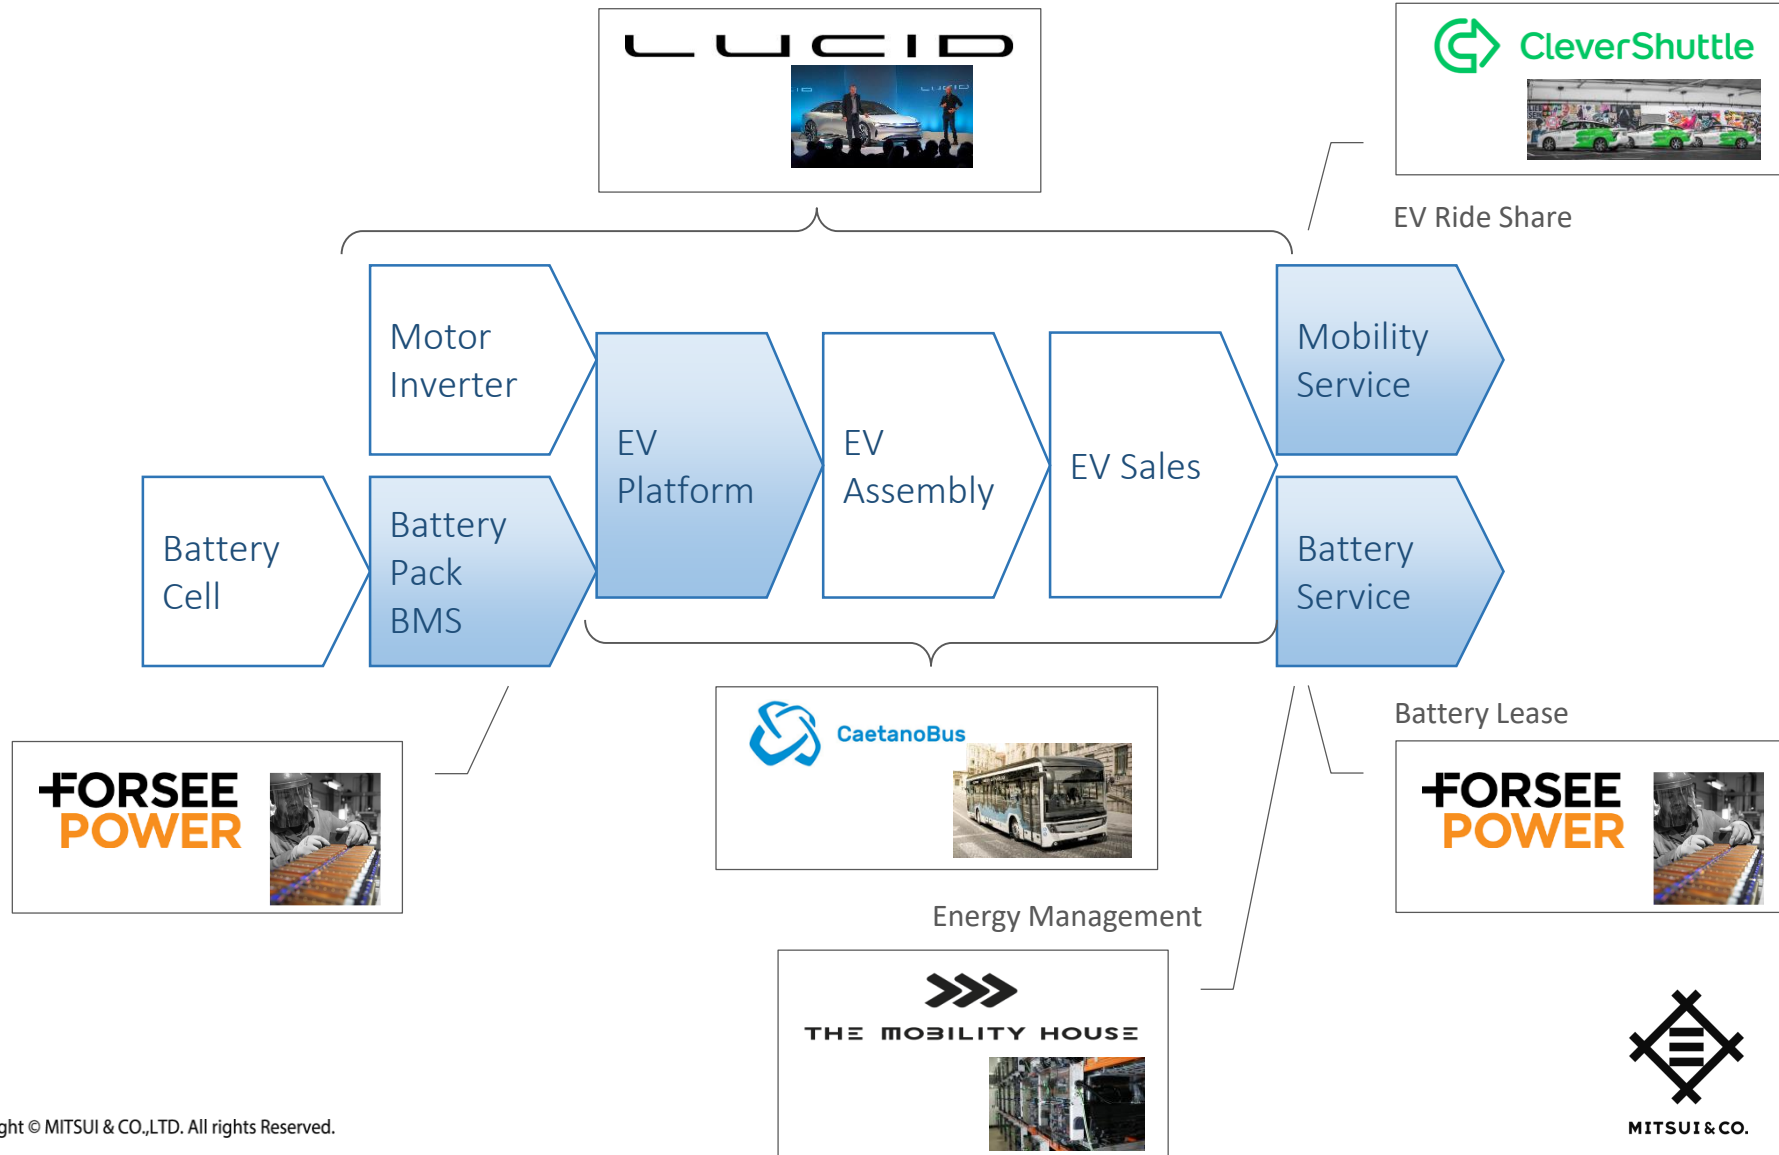 LUCID
CleverShuttle
EV Ride Share
Motor
Inverter
Mobility
Service
EV
Platform
EV
Assembly
EV Sales
Battery
Cell
Battery
Pack
BMS
Battery
Service
CaetanoBus
Battery Lease
FORSEE
POWER
FORSEE
POWER
Energy Management
THE MOBILITY HOUSE
MITSUI & CO.
ght © MITSUI & CO.,LTD. All rights Reserved.